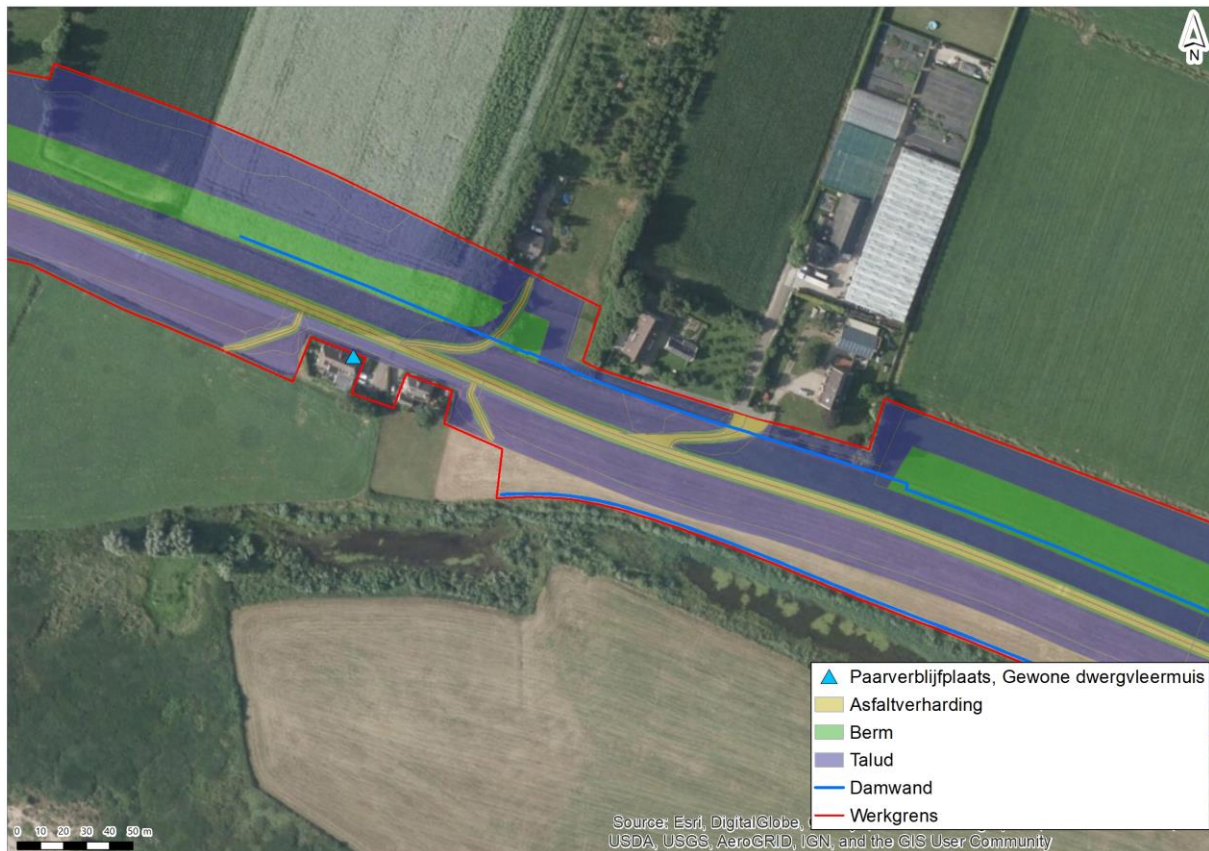 N
Paarverblijfplaats, Gewone dwergvleermuis
Asfaltverharding
Berm
Talud
Damwand
Werkgrens
0 10 20 30 40 50 m
Source: Esri, DigitalGlobe,
USDA, USGS, AeroGRID, IGN, and the GIS User Community